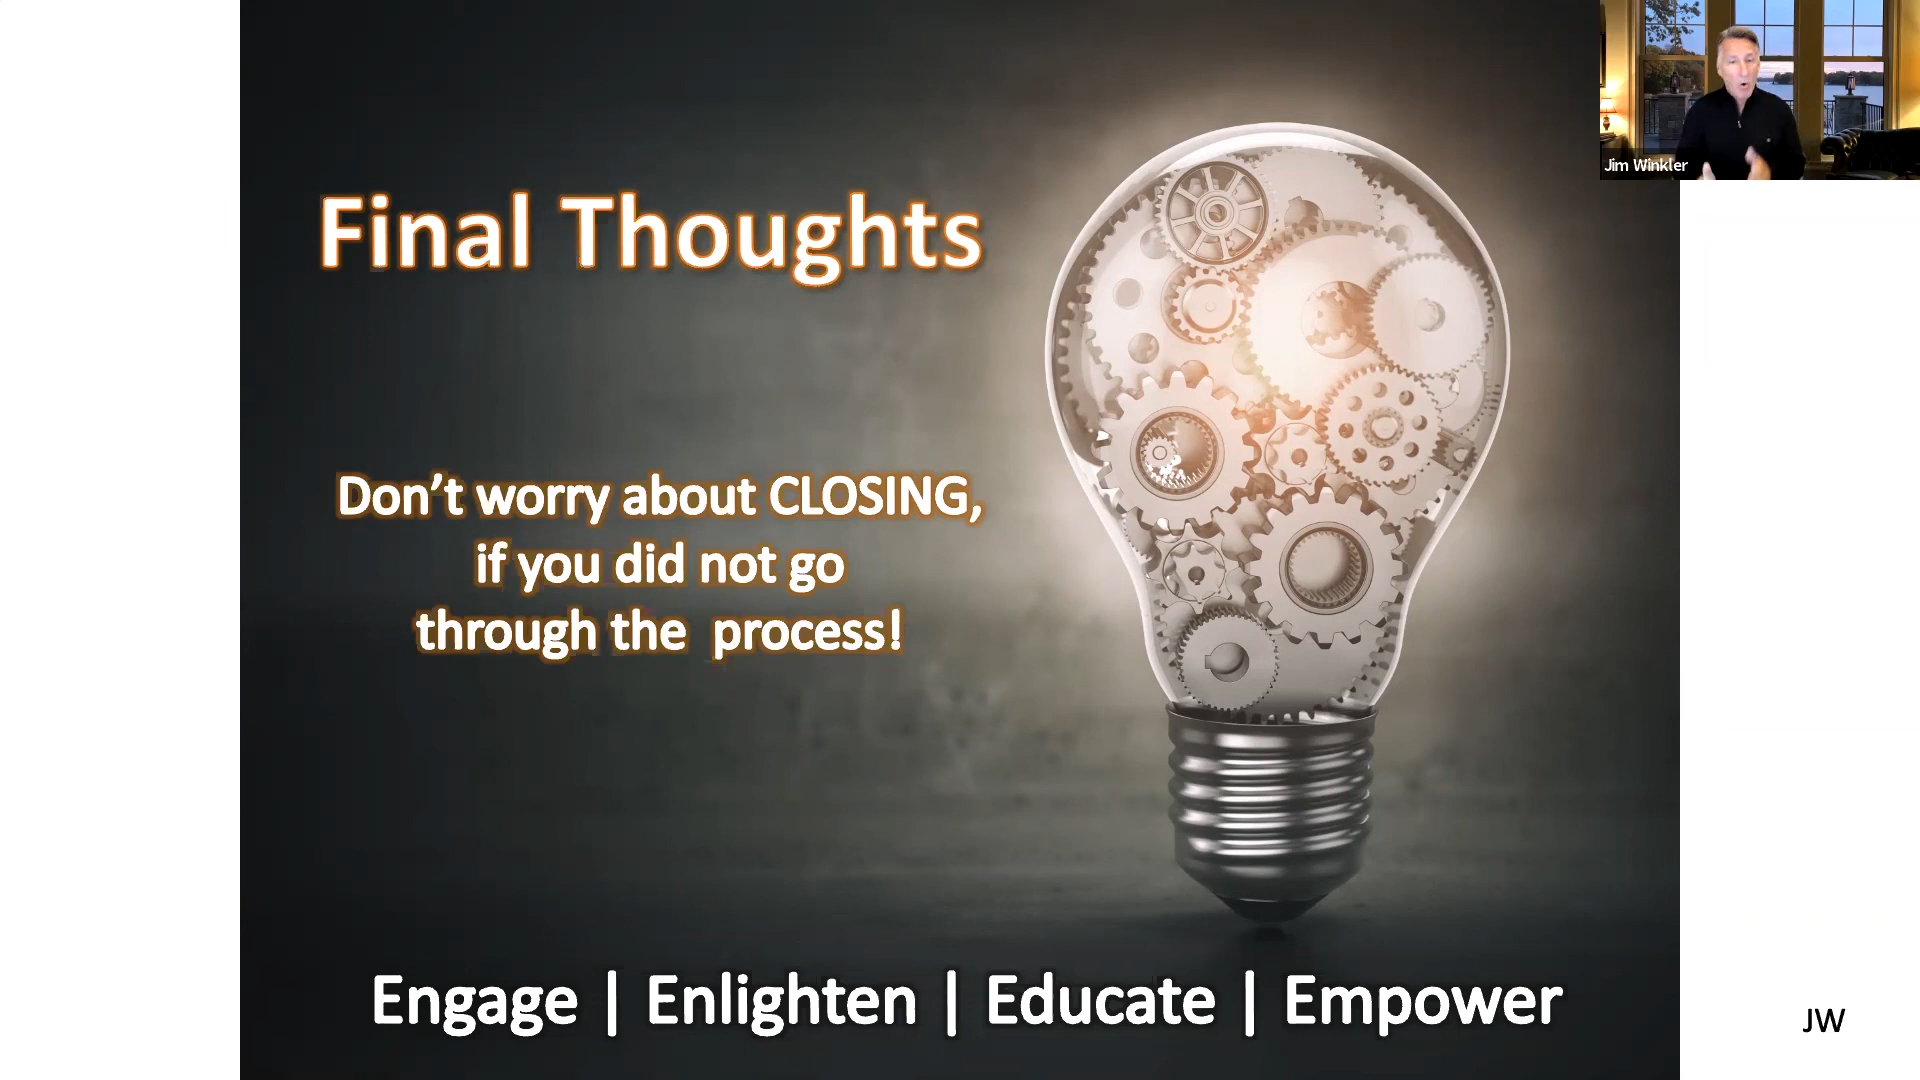 Jim Winkler
Final Thoughts
Don't worry about CLOSING,
if you did not go
through the  process!
Engage | Enlighten | Educate | Empower
JW